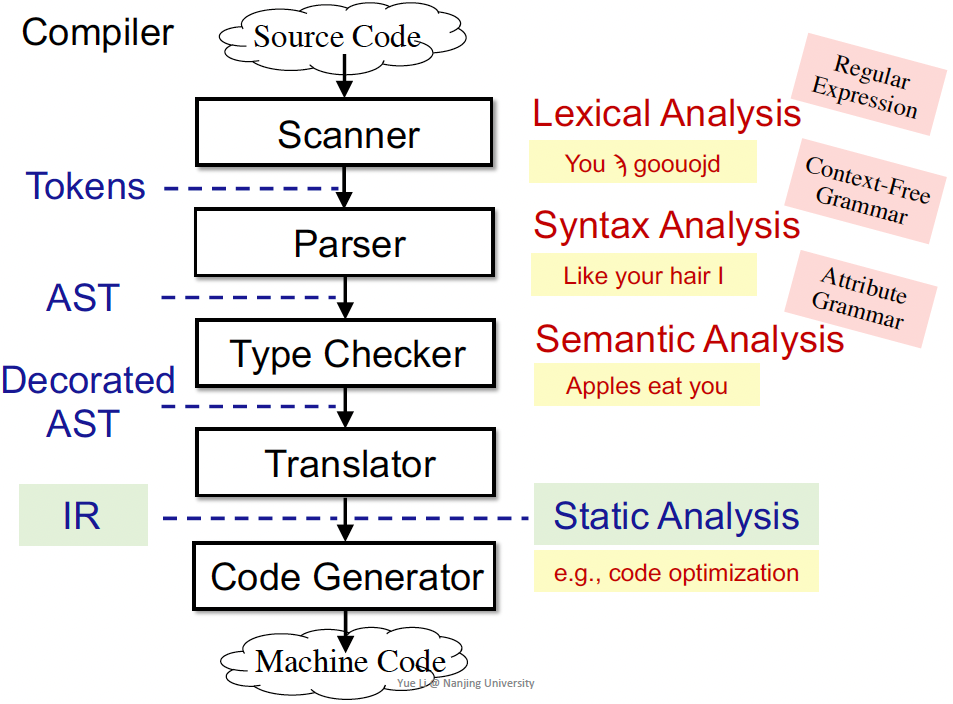 Compiler
Source Code
Regular
Expression
Scanner
Lexical Analysis
You goouojd
Context-Free
Grammar
Tokens
Parser
Syntax Analysis
Like your hair I
Attribute
Grammar
AST
Type Checker
Semantic Analysis
Apples eat you
Decorated
AST
Translator
IR
Static Analysis
e.g., code optimization
Code Generator
Machine Code
Yue Li @ Nanjing University